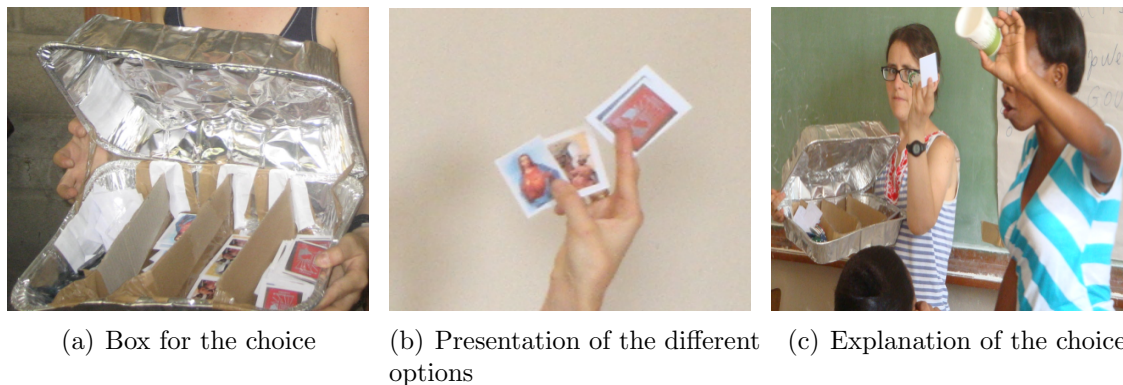 (a) Box for the choice
(b) Presentation of the different
options
(c) Explanation of the choice